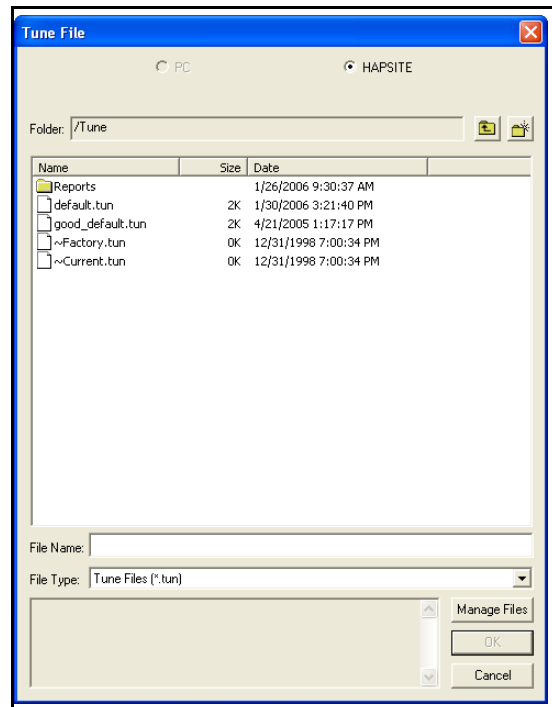 Tune File
PC HAPSITE
Folder: /Tune
Name Size Date
Reports 1/26/2006 9:30:37 AM
default.tun 2K 1/30/2006 3:21:40 PM
good_default.tun 2K 4/21/2005 1:17:17 PM
~Factory.tun 0K 12/31/1998 7:00:34 PM
~Current.tun 0K 12/31/1998 7:00:34 PM
File Name:
File Type: Tune Files (*.tun)
Manage Files
OK
Cancel